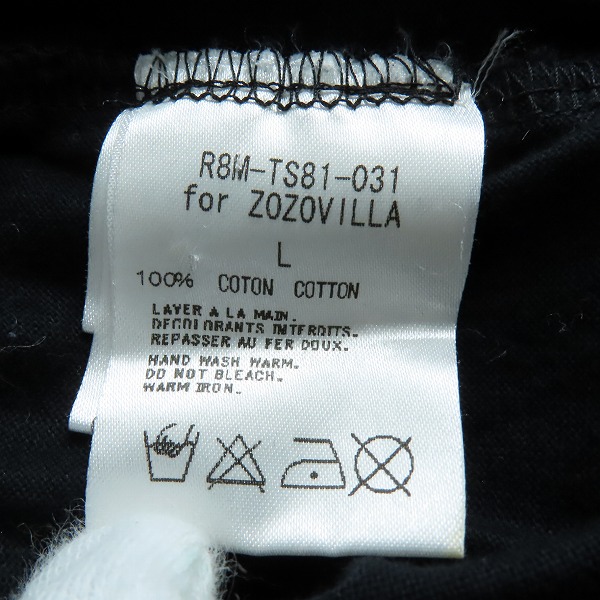 R8M-TS81-031
for ZOZOVILLA
L
100% COTON COTTON
LAVER A LA MAIN.
DECOLORANTS INTERDITS.
REPASSER AU FER DOUX.
HAND WASH WARM.
DO NOT BLEACH.
WARM IRON.